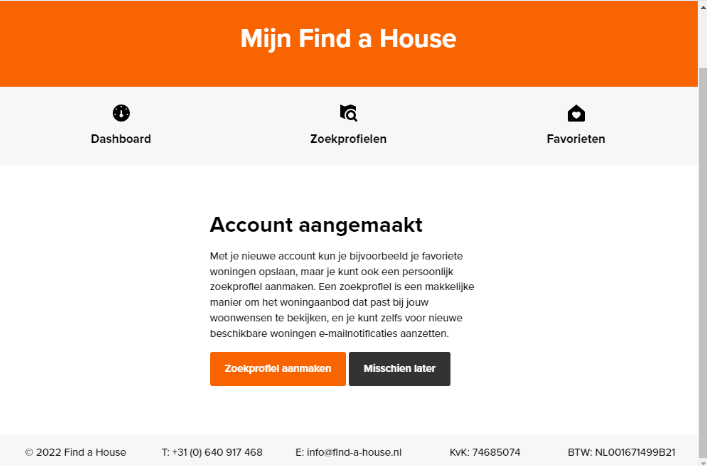 Mijn Find a House
Dashboard Zoekprofielen Favorieten
Account aangemaakt
Met je nieuwe account kun je bijvoorbeeld je favoriete
woningen opslaan, maar je kunt ook een persoonlijk
zoekprofiel aanmaken. Een zoekprofiel is een makkelijke
manier om het woningaanbod dat past bij jouw
woonwensen te bekijken, en je kunt zelfs voor nieuwe
beschikbare woningen e-mailnotificaties aanzetten.
Zoekprofiel aanmaken Misschien later
© 2022 Find a House T: +31 (0) 640 917 468 E: info@find-a-house.nl KvK: 74685074 BTW: NL001671499B21